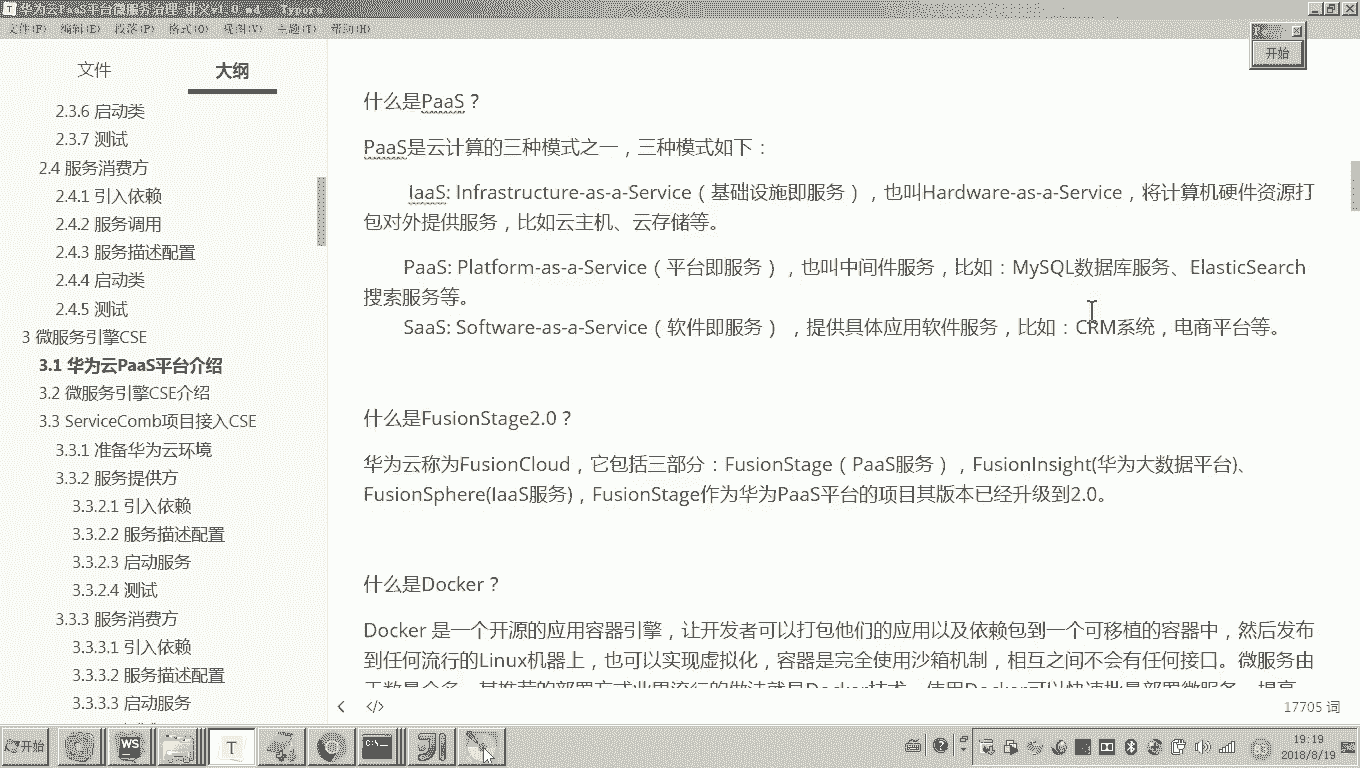 华为云PaaS平台微服务治理-讲义v1.0.md - Typora
文件(F) 编辑(E) 段落(P) 格式(O) 视图(V) 主题(T) 帮助(H)
开始
文件 大纲
2.3.6 启动类
2.3.7 测试
2.4 服务消费方
2.4.1 引入依赖
2.4.2 服务调用
2.4.3 服务描述配置
2.4.4 启动类
2.4.5 测试
3 微服务引擎CSE
3.1 华为云PaaS平台介绍
3.2 微服务引擎CSE介绍
3.3 ServiceComb项目接入CSE
3.3.1 准备华为云环境
3.3.2 服务提供方
3.3.2.1 引入依赖
3.3.2.2 服务描述配置
3.3.2.3 启动服务
3.3.2.4 测试
3.3.3 服务消费方
3.3.3.1 引入依赖
3.3.3.2 服务描述配置
3.3.3.3 启动服务
什么是PaaS？
PaaS是云计算的三种模式之一，三种模式如下：
IaaS: Infrastructure-as-a-Service（基础设施即服务），也叫Hardware-as-a-Service，将计算机硬件资源打
包对外提供服务，比如云主机、云存储等。
PaaS: Platform-as-a-Service（平台即服务），也叫中间件服务，比如：MySQL数据库服务、ElasticSearch
搜索服务等。
SaaS: Software-as-a-Service（软件即服务），提供具体应用软件服务，比如：CRM系统，电商平台等。
什么是FusionStage2.0？
华为云称为FusionCloud，它包括三部分：FusionStage（PaaS服务），FusionInsight(华为大数据平台)、
FusionSphere(IaaS服务)，FusionStage作为华为PaaS平台的项目其版本已经升级到2.0。
什么是Docker？
Docker 是一个开源的应用容器引擎，让开发者可以打包他们的应用以及依赖包到一个可移植的容器中，然后发布
到任何流行的Linux机器上，也可以实现虚拟化，容器是完全使用沙箱机制，相互之间不会有任何接口。微服务由
17705 词
开始
WS
T
19:19
2018/8/19